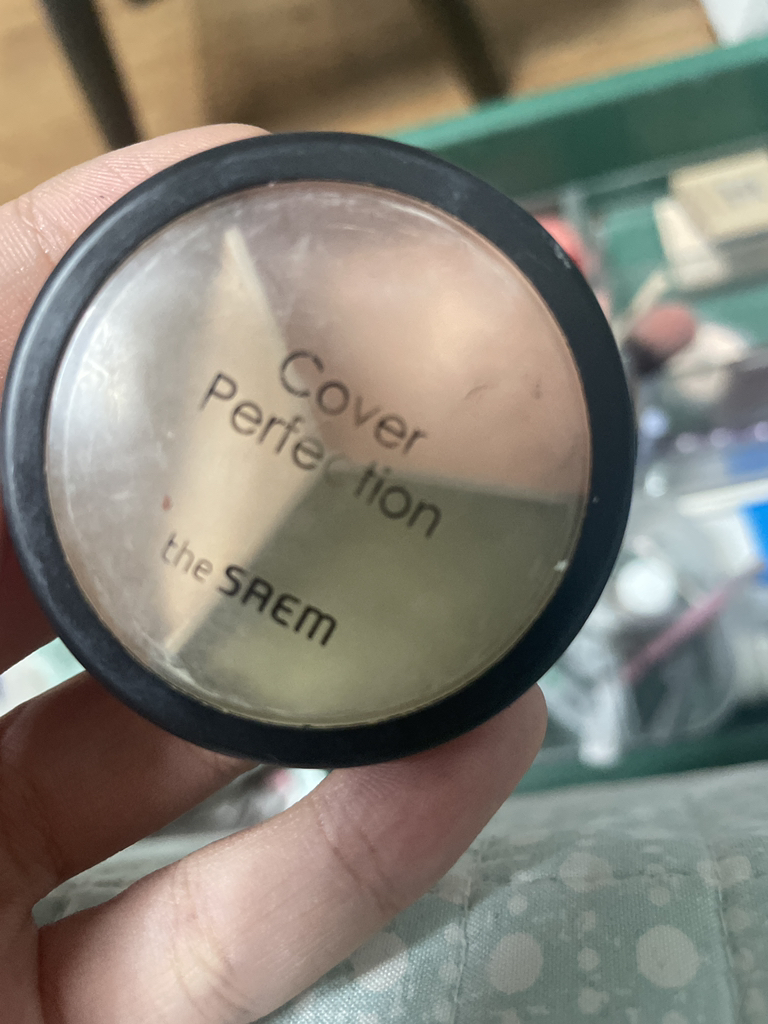 Cover
Perfection
the SAEM